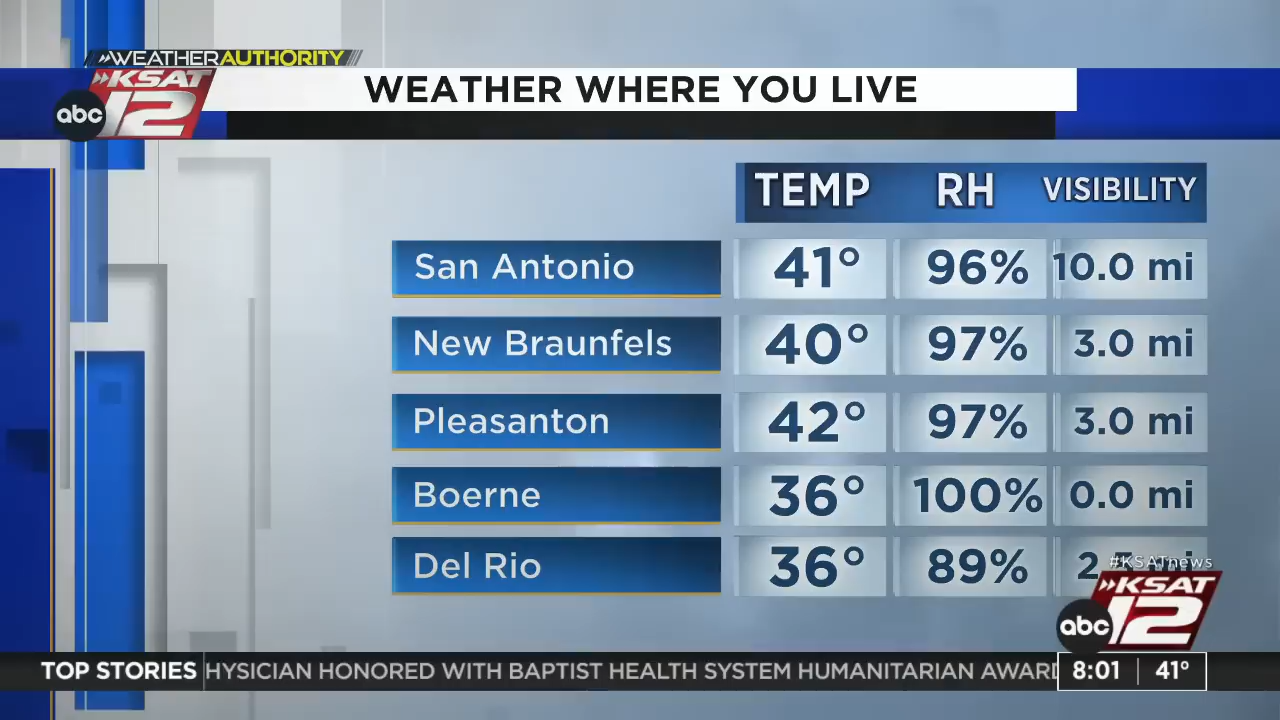 WEATHERAUTHORITY
KSAT
abc 12
WEATHER WHERE YOU LIVE
TEMP RH VISIBILITY
San Antonio 41° 96% 10.0 mi
New Braunfels 40° 97% 3.0 mi
Pleasanton 42° 97% 3.0 mi
Boerne 36° 100% 0.0 mi
Del Rio 36° 89%
#KSATnews
KSAT
abc 12
TOP STORIES HYSICIAN HONORED WITH BAPTIST HEALTH SYSTEM HUMANITARIAN AWARD 8:01 41°